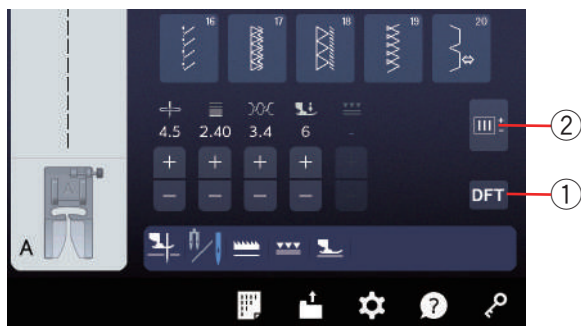 16 17 18 19 20
4.5 2.40 3.4 6 -
+ + + +
− − − −
②
DFT ①
A
A
?